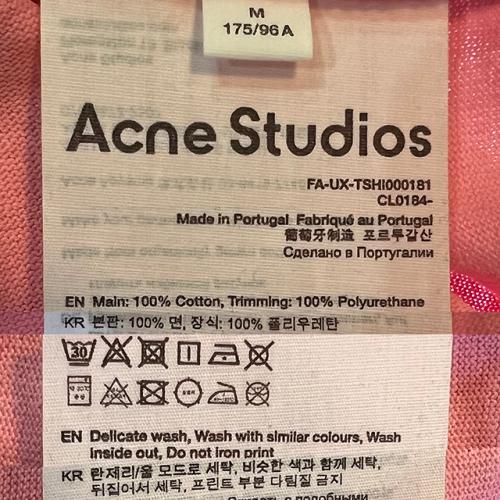 M
175/96A
Acne Studios
FA-UX-TSHI000181
CL0184-
Made in Portugal Fabriqué au Portugal
葡萄牙制造 포르투갈산
Сделано в Португалии
EN Main: 100% Cotton, Trimming: 100% Polyurethane
KR 본판: 100% 면, 장식: 100% 폴리우레탄
30
EN Delicate wash, Wash with similar colours, Wash
inside out, Do not iron print
KR 란제리/울 모드로 세탁, 비슷한 색과 함께 세탁,
뒤집어서 세탁, 프린트 부분 다림질 금지